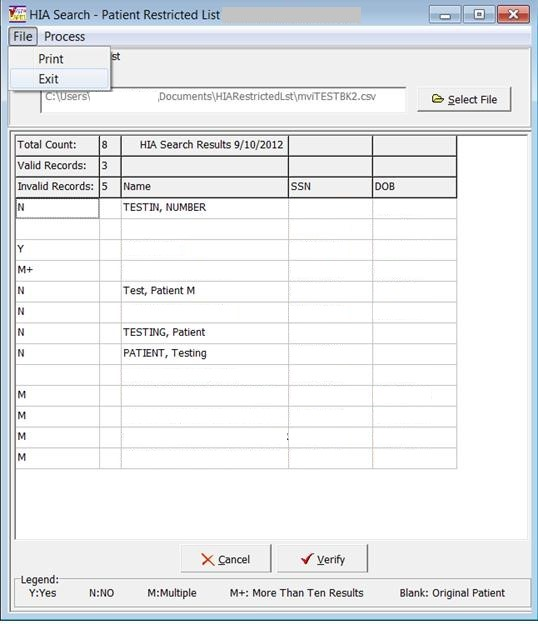 HIA Search - Patient Restricted List
File Process
Print
Exit
st
C:\Users\ ,Documents\HIARestrictedLst\mviTESTBK2.csv
Select File
Total Count: 8 HIA Search Results 9/10/2012
Valid Records: 3
Invalid Records: 5 Name SSN DOB
N TESTIN, NUMBER
Y
M+
N Test, Patient M
N
N TESTING, Patient
N PATIENT, Testing
M
M
M
M
Cancel Verify
Legend:
Y:Yes N:NO M:Multiple M+: More Than Ten Results Blank: Original Patient